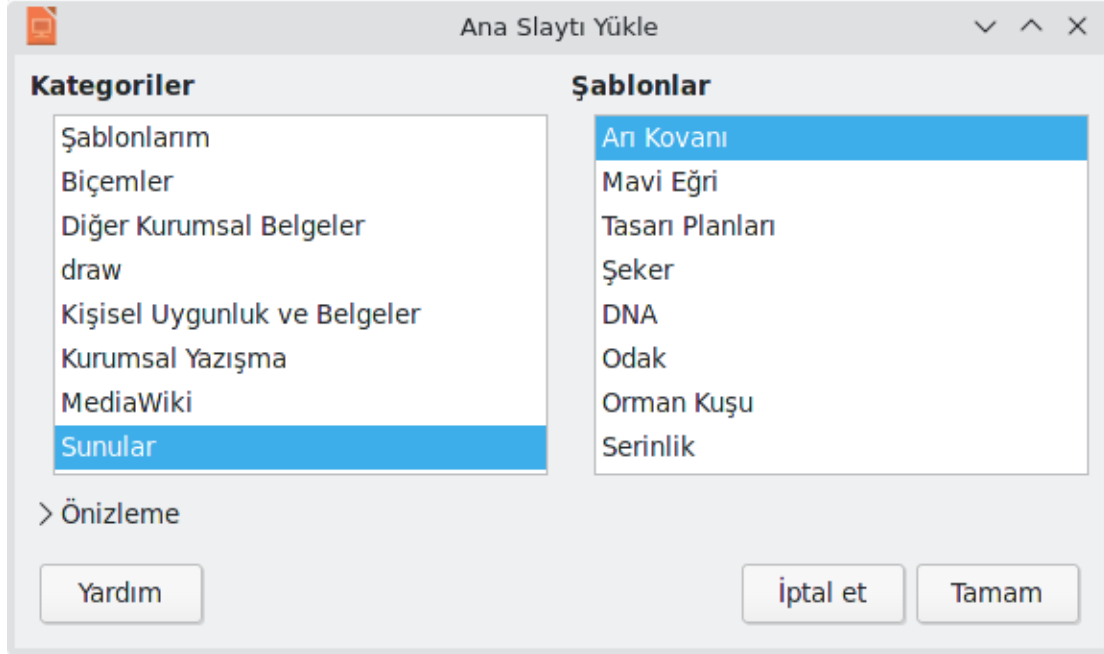 Ana Slaytı Yükle
Kategoriler
Şablonlarım
Biçemler
Diğer Kurumsal Belgeler
draw
Kişisel Uygunluk ve Belgeler
Kurumsal Yazışma
MediaWiki
Sunular
Şablonlar
Arı Kovanı
Mavi Eğri
Tasarı Planları
Şeker
DNA
Odak
Orman Kuşu
Serinlik
Önizleme
Yardım
İptal et
Tamam